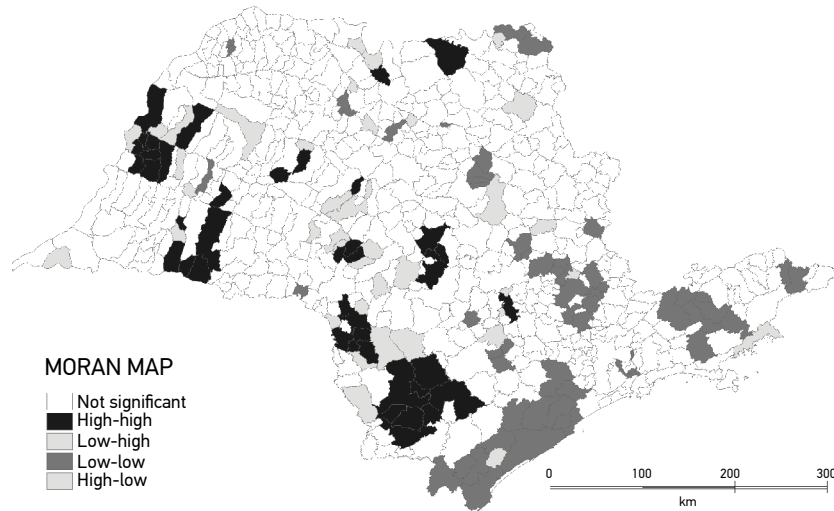 MORAN MAP
Not significant
High-high
Low-high
Low-low
High-low
0 100 200 300
km